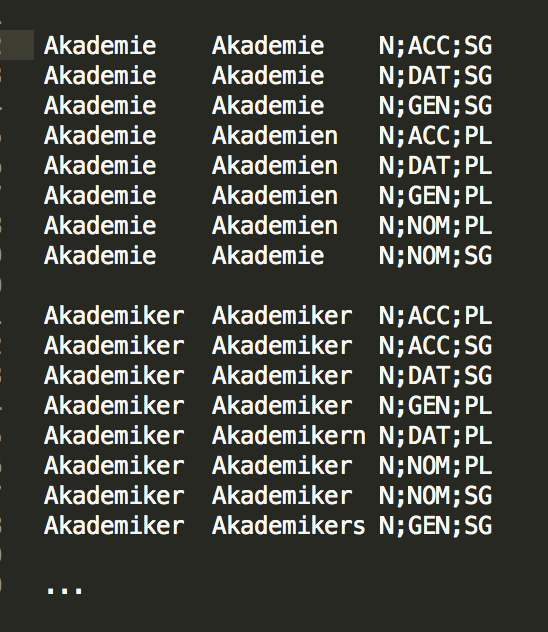 Akademie Akademie N;ACC;SG
Akademie Akademie N;DAT;SG
Akademie Akademie N;GEN;SG
Akademie Akademien N;ACC;PL
Akademie Akademien N;DAT;PL
Akademie Akademien N;GEN;PL
Akademie Akademien N;NOM;PL
Akademie Akademie N;NOM;SG
Akademiker Akademiker N;ACC;PL
Akademiker Akademiker N;ACC;SG
Akademiker Akademiker N;DAT;SG
Akademiker Akademiker N;GEN;PL
Akademiker Akademikern N;DAT;PL
Akademiker Akademiker N;NOM;PL
Akademiker Akademiker N;NOM;SG
Akademiker Akademikers N;GEN;SG
...